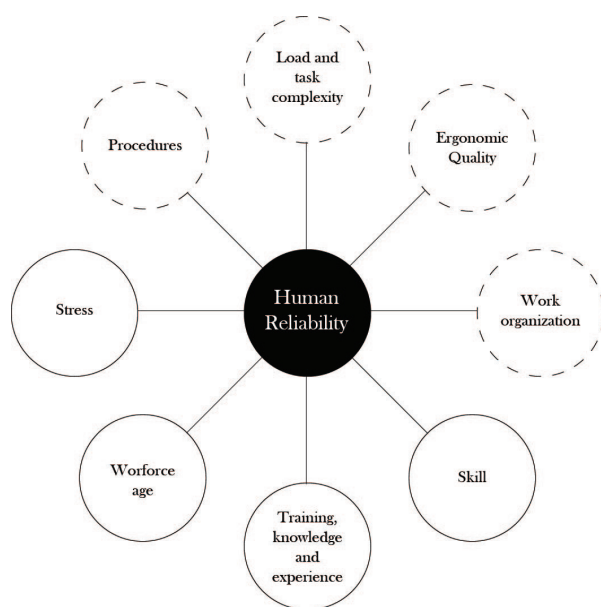 Load and
task
complexity
Procedures
Ergonomic
Quality
Human
Reliability
Stress
Work
organization
Worforce
age
Skill
Training,
knowledge
and
experience